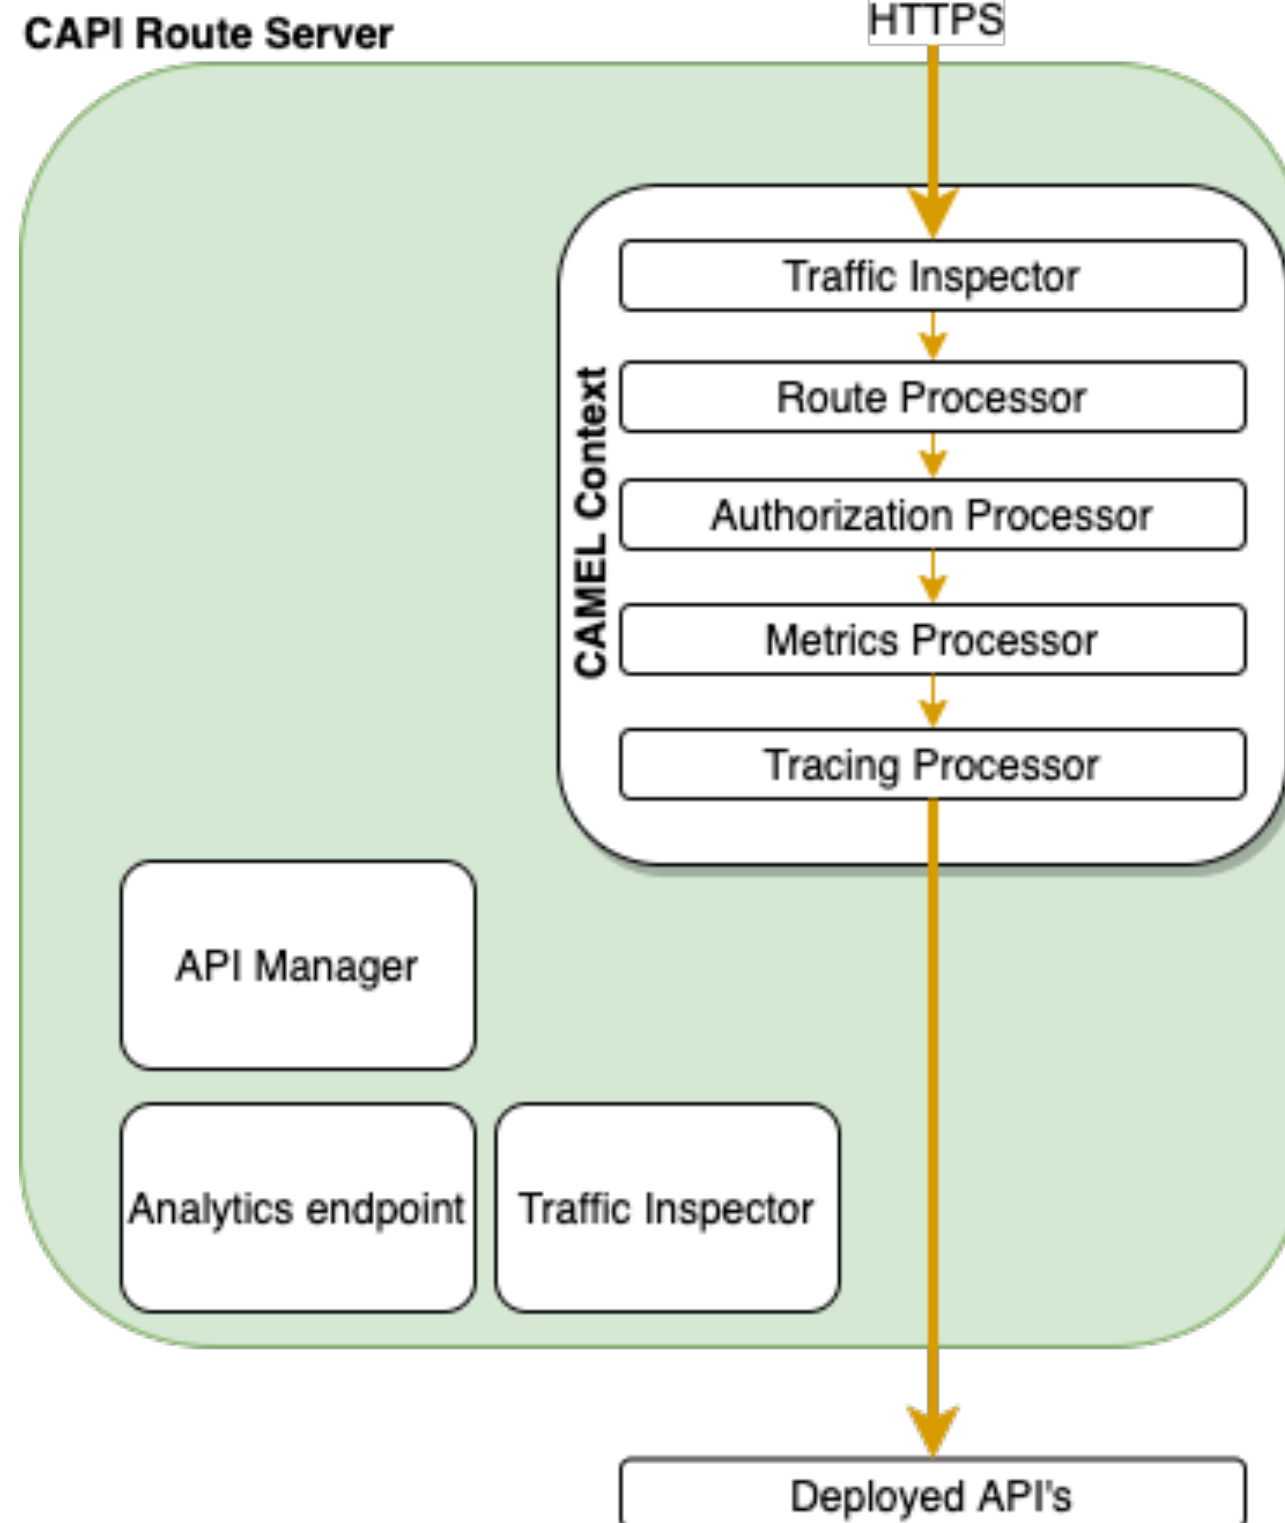 CAPI Route Server
HTTPS
Traffic Inspector
Route Processor
CAMEL Context
Authorization Processor
Metrics Processor
Tracing Processor
API Manager
Analytics endpoint
Traffic Inspector
Deployed API's